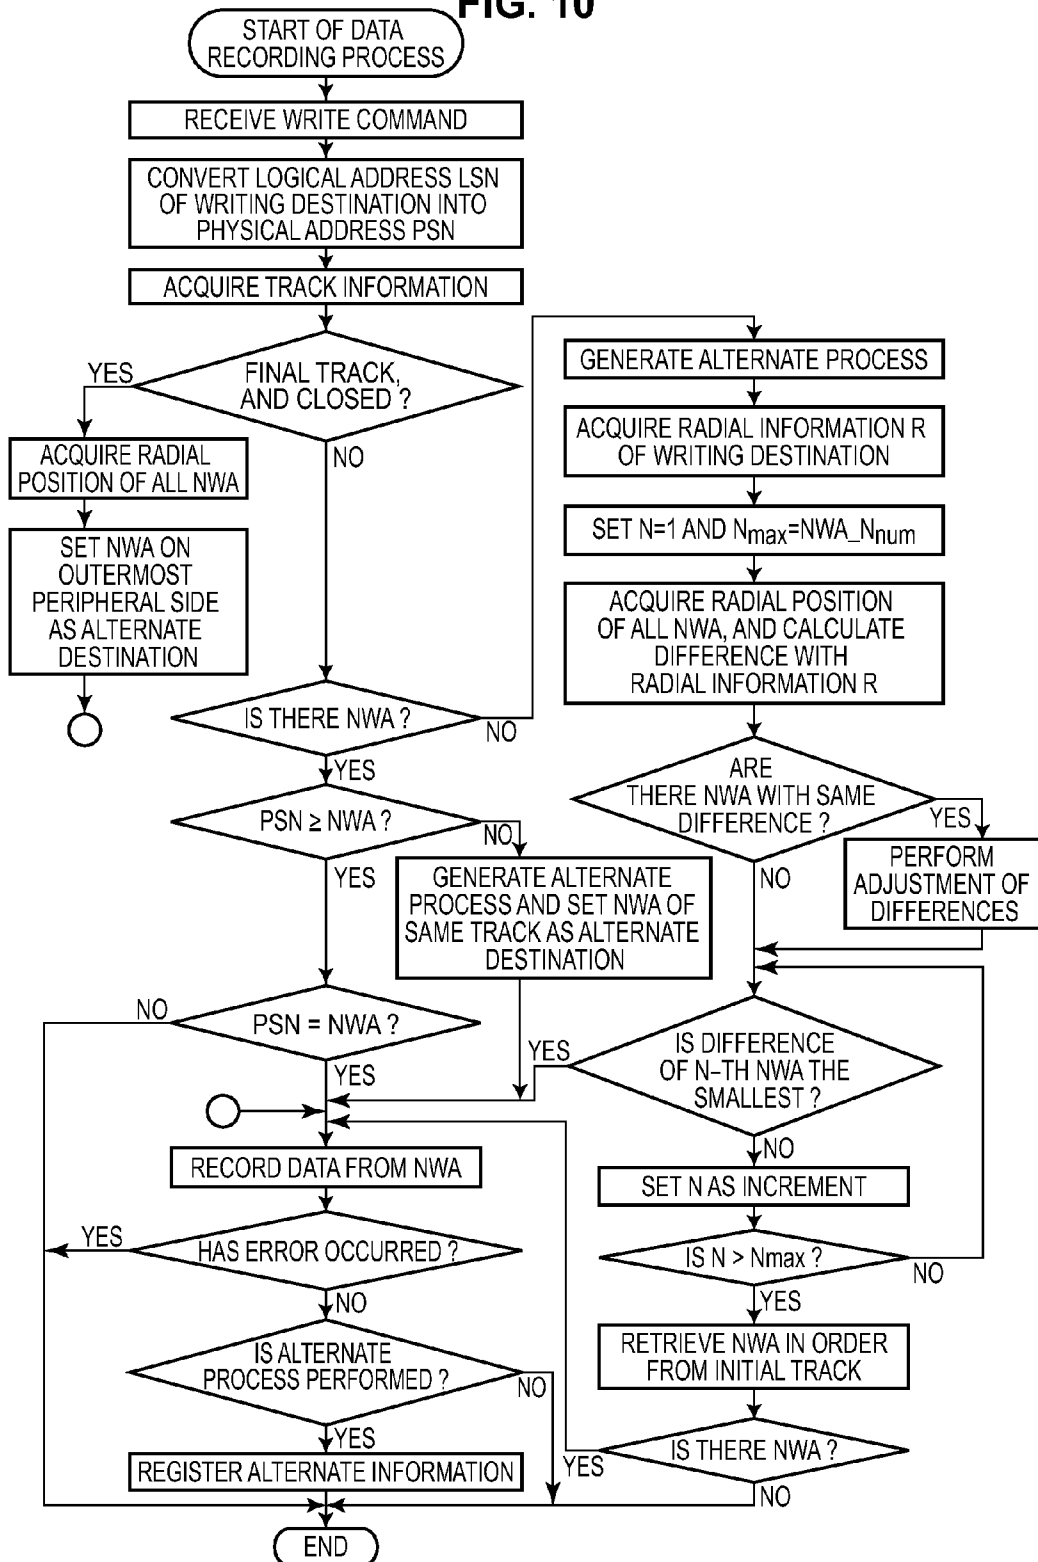 FIG. 10
START OF DATA
RECORDING PROCESS
RECEIVE WRITE COMMAND
CONVERT LOGICAL ADDRESS LSN
OF WRITING DESTINATION INTO
PHYSICAL ADDRESS PSN
ACQUIRE TRACK INFORMATION
FINAL TRACK,
AND CLOSED ?
YES
NO
ACQUIRE RADIAL
POSITION OF ALL NWA
SET NWA ON
OUTERMOST
PERIPHERAL SIDE
AS ALTERNATE
DESTINATION
IS THERE NWA ?
NO
YES
PSN ≥ NWA ?
NO
YES
GENERATE ALTERNATE
PROCESS AND SET NWA OF
SAME TRACK AS ALTERNATE
DESTINATION
NO
PSN = NWA ?
YES
RECORD DATA FROM NWA
YES
HAS ERROR OCCURRED ?
NO
IS ALTERNATE
PROCESS PERFORMED ?
NO
YES
REGISTER ALTERNATE INFORMATION
END
GENERATE ALTERNATE PROCESS
ACQUIRE RADIAL INFORMATION R
OF WRITING DESTINATION
SET N=1 AND Nmax=NWA_Nnum
ACQUIRE RADIAL POSITION
OF ALL NWA, AND CALCULATE
DIFFERENCE WITH
RADIAL INFORMATION R
ARE
THERE NWA WITH SAME
DIFFERENCE ?
YES
NO
PERFORM
ADJUSTMENT OF
DIFFERENCES
YES
IS DIFFERENCE
OF N-TH NWA THE
SMALLEST ?
NO
SET N AS INCREMENT
IS N > Nmax ?
NO
YES
RETRIEVE NWA IN ORDER
FROM INITIAL TRACK
IS THERE NWA ?
YES
NO